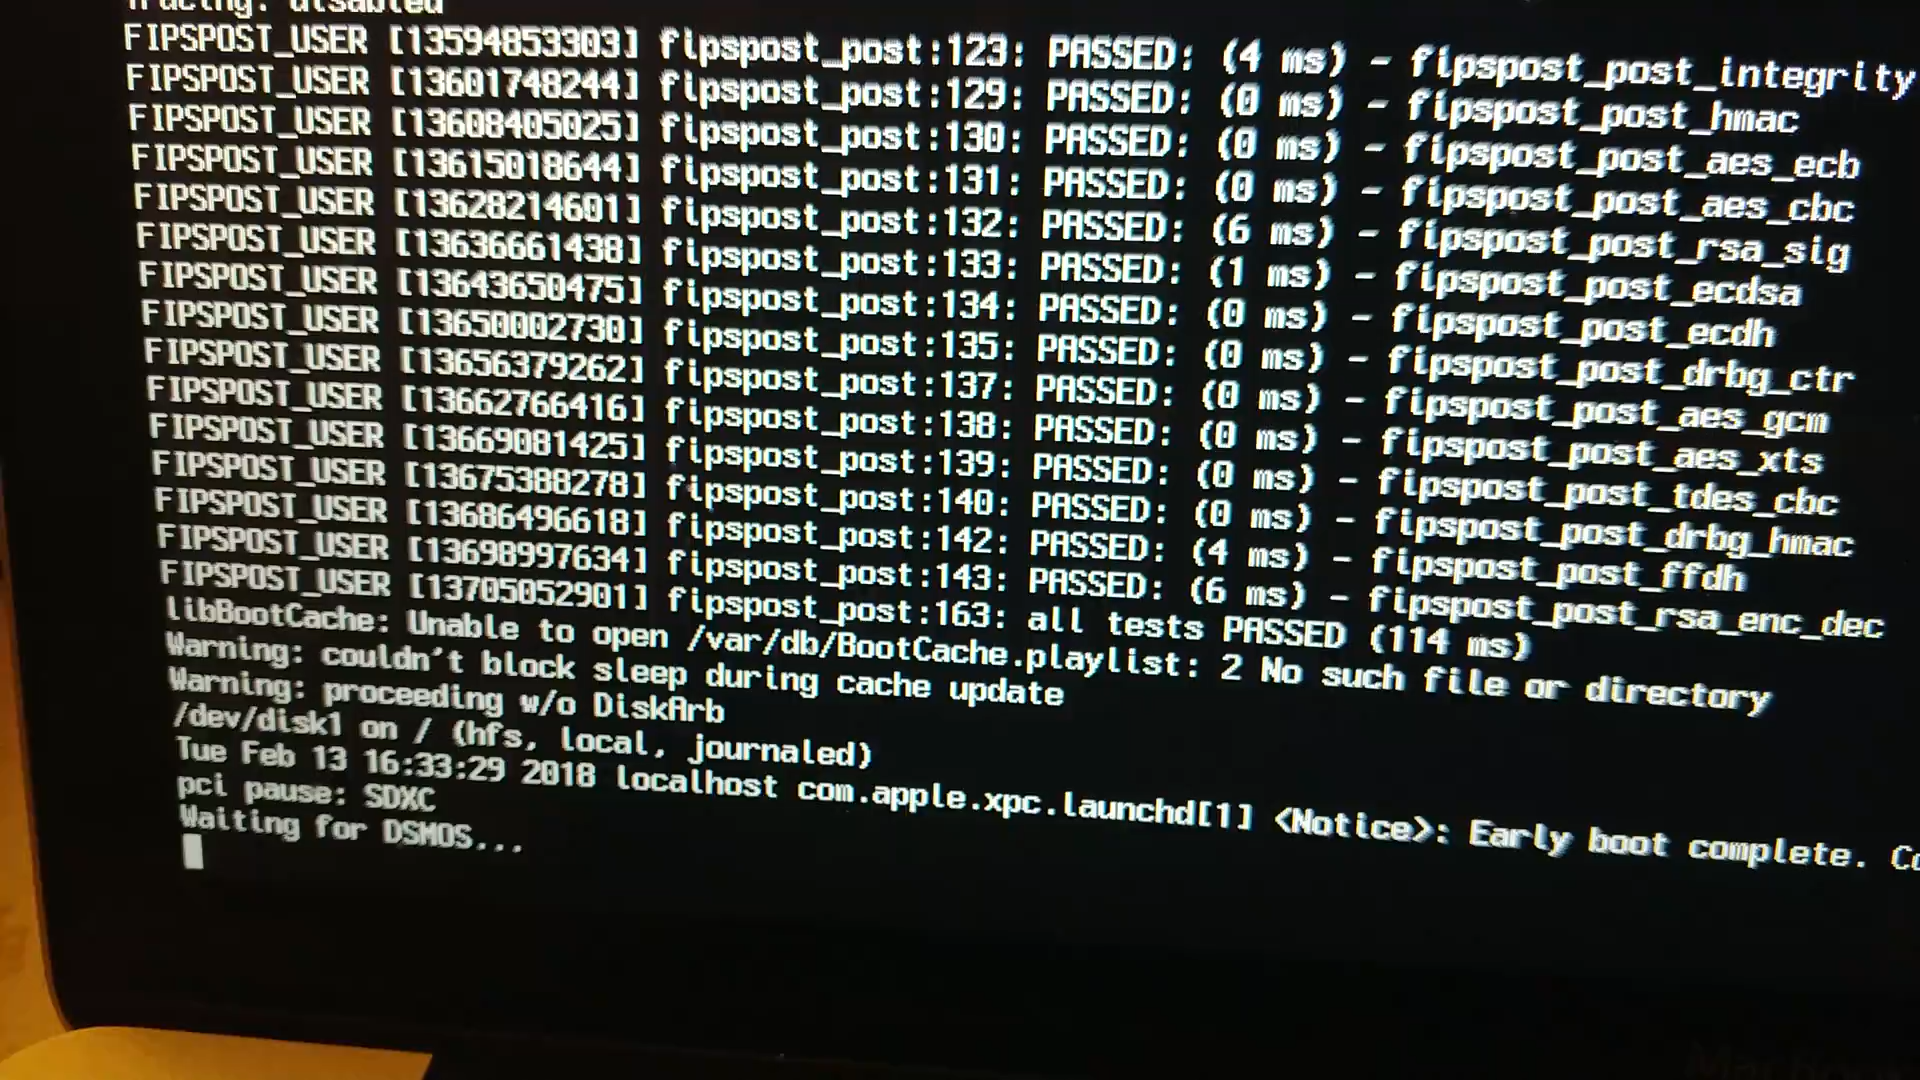 Tracing: disabled
FIPSPOST_USER [13594853303] fipspost_post:123: PASSED: (4 ms) - fipspost_post_integrity
FIPSPOST_USER [13601748244] fipspost_post:129: PASSED: (0 ms) - fipspost_post_hmac
FIPSPOST_USER [13608405025] fipspost_post:130: PASSED: (0 ms) - fipspost_post_aes_ecb
FIPSPOST_USER [13615018644] fipspost_post:131: PASSED: (0 ms) - fipspost_post_aes_cbc
FIPSPOST_USER [13628214601] fipspost_post:132: PASSED: (6 ms) - fipspost_post_rsa_sig
FIPSPOST_USER [13636661438] fipspost_post:133: PASSED: (1 ms) - fipspost_post_ecdsa
FIPSPOST_USER [13643650475] fipspost_post:134: PASSED: (0 ms) - fipspost_post_ecdh
FIPSPOST_USER [13650002730] fipspost_post:135: PASSED: (0 ms) - fipspost_post_drbg_ctr
FIPSPOST_USER [13656379262] fipspost_post:137: PASSED: (0 ms) - fipspost_post_aes_gcm
FIPSPOST_USER [13662766416] fipspost_post:138: PASSED: (0 ms) - fipspost_post_aes_xts
FIPSPOST_USER [13669081425] fipspost_post:139: PASSED: (0 ms) - fipspost_post_tdes_cbc
FIPSPOST_USER [13675388278] fipspost_post:140: PASSED: (0 ms) - fipspost_post_drbg_hmac
FIPSPOST_USER [13686496618] fipspost_post:142: PASSED: (4 ms) - fipspost_post_ffdh
FIPSPOST_USER [13698997634] fipspost_post:143: PASSED: (6 ms) - fipspost_post_rsa_enc_dec
FIPSPOST_USER [13705052901] fipspost_post:163: all tests PASSED (114 ms)
libBootCache: Unable to open /var/db/BootCache.playlist: 2 No such file or directory
Warning: couldn't block sleep during cache update
Warning: proceeding w/o DiskArb
/dev/disk1 on / (hfs, local, journaled)
Tue Feb 13 16:33:29 2018 localhost com.apple.xpc.launchd[1] <Notice>: Early boot complete. Co
pci pause: SDXC
Waiting for DSMOS...